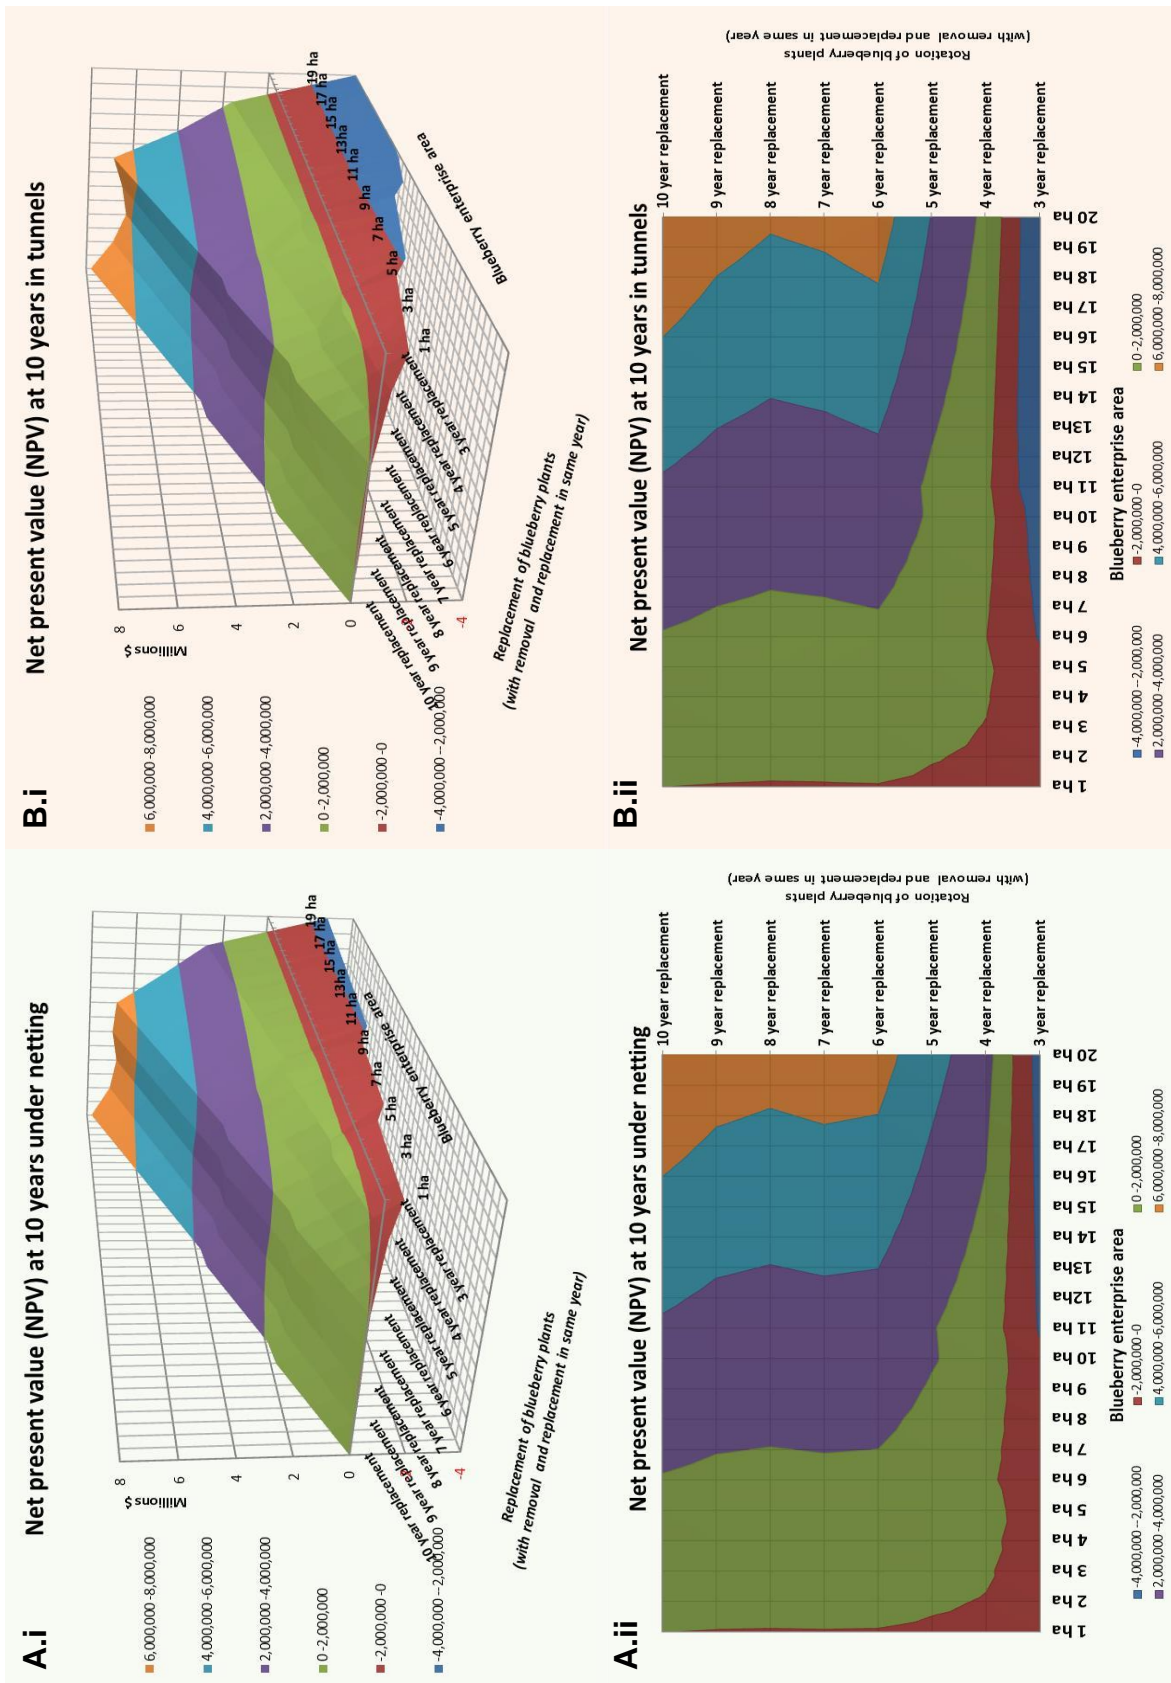 A.i
Net present value (NPV) at 10 years under netting
6,000,000-8,000,000
4,000,000-6,000,000
2,000,000-4,000,000
0-2,000,000
-2,000,000-0
-4,000,000--2,000,000
Millions $
8
6
4
2
0
-4
10 year replacement
9 year replacement
8 year replacement
7 year replacement
6 year replacement
5 year replacement
4 year replacement
3 year replacement
Replacement of blueberry plants
(with removal and replacement in same year)
1 ha
3 ha
5 ha
7 ha
9 ha
11 ha
13ha
15 ha
17 ha
19 ha
Blueberry enterprise area
B.i
Net present value (NPV) at 10 years in tunnels
6,000,000-8,000,000
4,000,000-6,000,000
2,000,000-4,000,000
0-2,000,000
-2,000,000-0
-4,000,000--2,000,000
Millions $
8
6
4
2
0
-4
10 year replacement
9 year replacement
8 year replacement
7 year replacement
6 year replacement
5 year replacement
4 year replacement
3 year replacement
Replacement of blueberry plants
(with removal and replacement in same year)
1 ha
3 ha
5 ha
7 ha
9 ha
11 ha
13ha
15 ha
17 ha
19 ha
Blueberry enterprise area
A.ii
Net present value (NPV) at 10 years under netting
10 year replacement
9 year replacement
8 year replacement
7 year replacement
6 year replacement
5 year replacement
4 year replacement
3 year replacement
Rotation of blueberry plants
(with removal and replacement in same year)
1 ha
2 ha
3 ha
4 ha
5 ha
6 ha
7 ha
8 ha
9 ha
10 ha
11 ha
12ha
13ha
14 ha
15 ha
16 ha
17 ha
18 ha
19 ha
20 ha
Blueberry enterprise area
-4,000,000--2,000,000
-2,000,000-0
0-2,000,000
2,000,000-4,000,000
4,000,000-6,000,000
6,000,000-8,000,000
B.ii
Net present value (NPV) at 10 years in tunnels
10 year replacement
9 year replacement
8 year replacement
7 year replacement
6 year replacement
5 year replacement
4 year replacement
3 year replacement
Rotation of blueberry plants
(with removal and replacement in same year)
1 ha
2 ha
3 ha
4 ha
5 ha
6 ha
7 ha
8 ha
9 ha
10 ha
11 ha
12ha
13ha
14 ha
15 ha
16 ha
17 ha
18 ha
19 ha
20 ha
Blueberry enterprise area
-4,000,000--2,000,000
-2,000,000-0
0-2,000,000
2,000,000-4,000,000
4,000,000-6,000,000
6,000,000-8,000,000